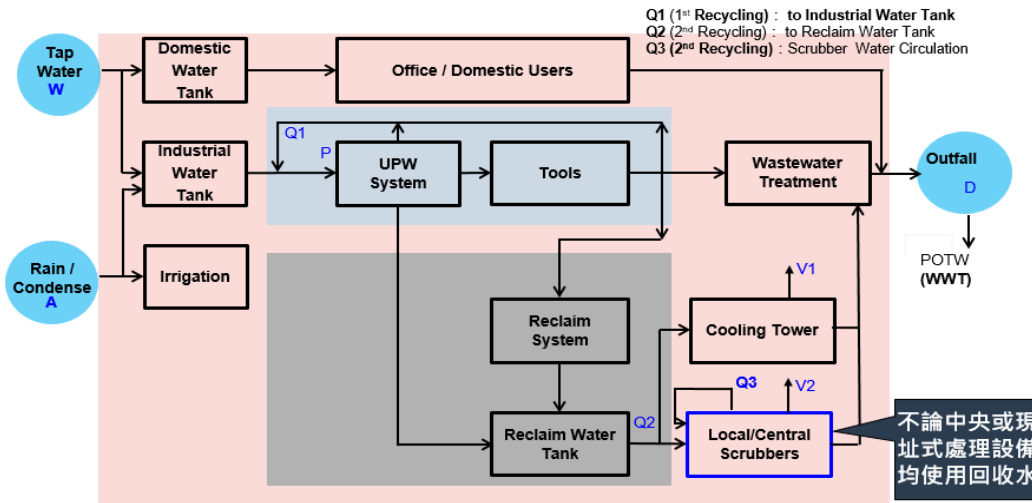 Q1 (1st Recycling) : to Industrial Water Tank
Q2 (2nd Recycling) : to Reclaim Water Tank
Q3 (2nd Recycling) : Scrubber Water Circulation
Tap
Water
W
Domestic
Water
Tank
Office / Domestic Users
Q1
P
Industrial
Water
Tank
UPW
System
Tools
Wastewater
Treatment
Outfall
D
POTW
(WWT)
Rain /
Condense
A
Irrigation
V1
Reclaim
System
Cooling Tower
Q3
V2
Q2
Reclaim Water
Tank
Local/Central
Scrubbers
不論中央或現
址式處理設備
均使用回收水